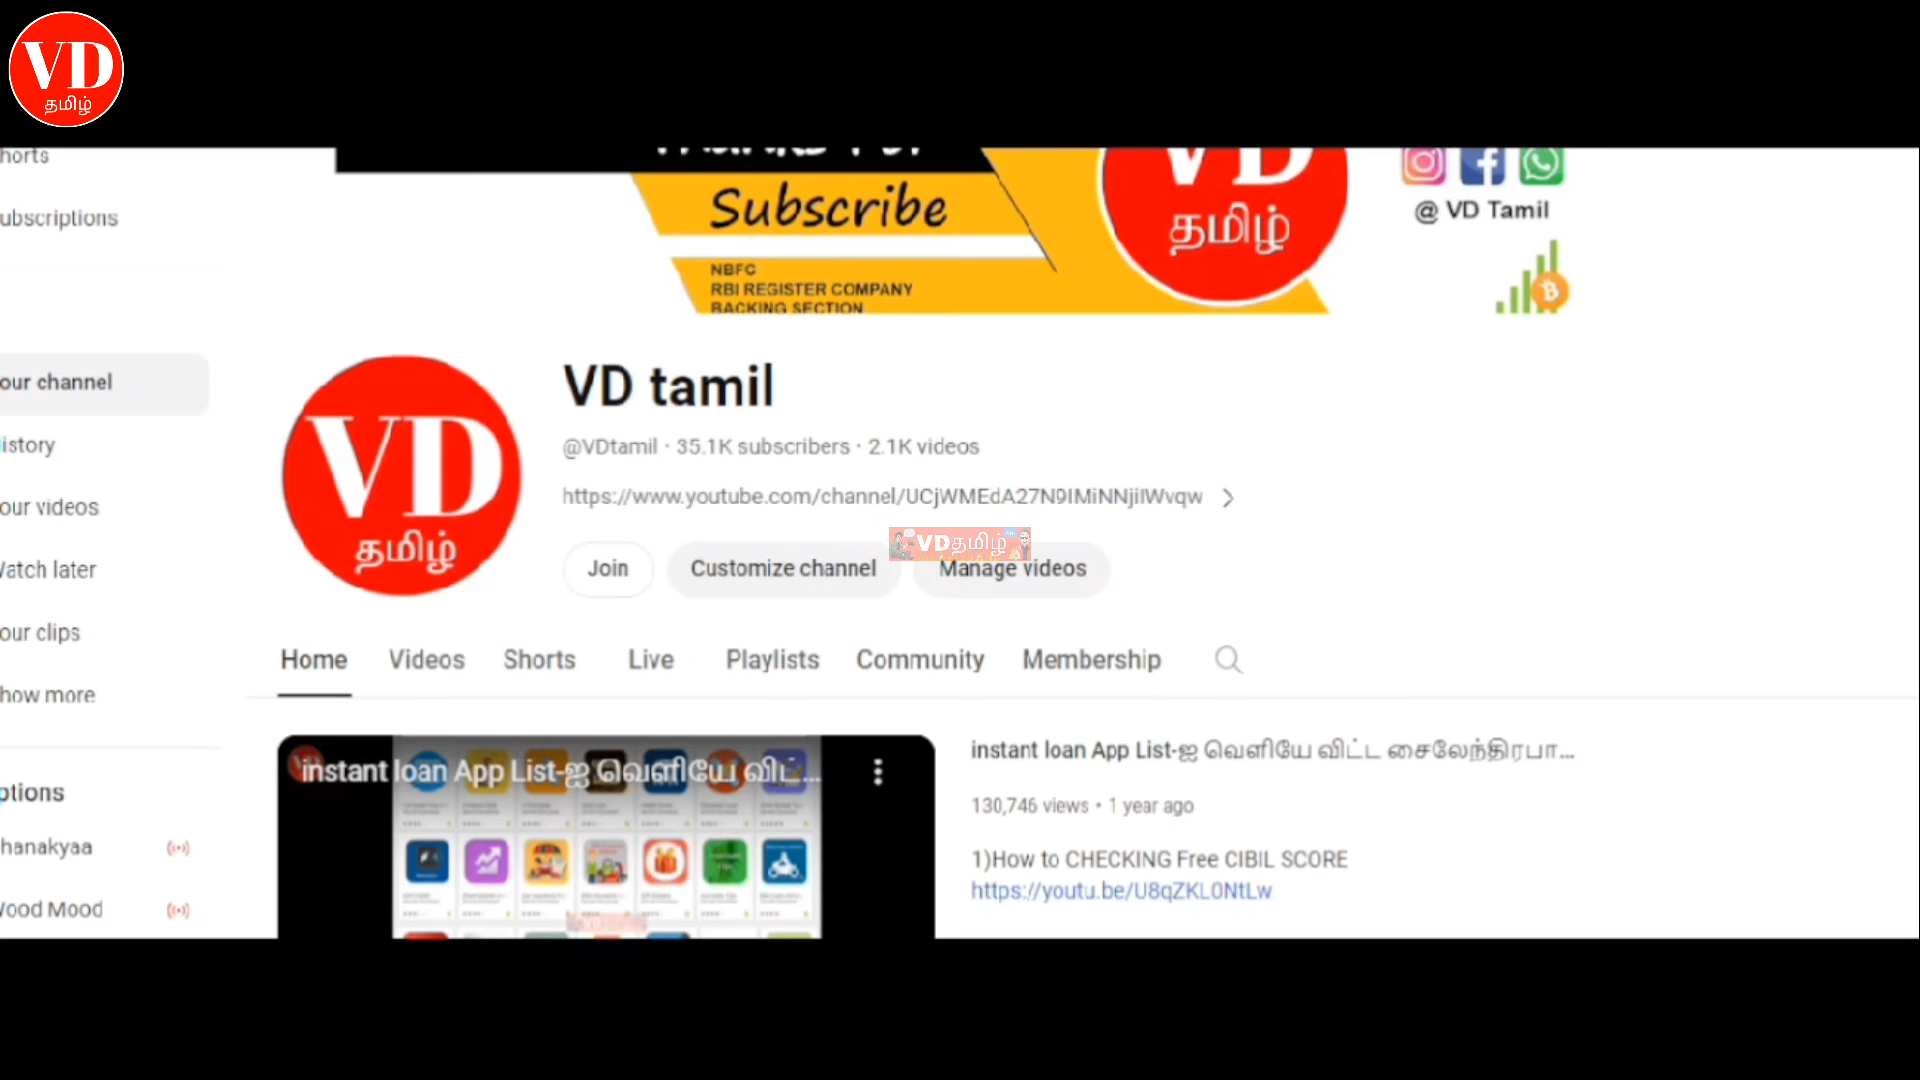 VD
தமிழ்
horts
ubscriptions
Subscribe
NBFC
RBI REGISTER COMPANY
BACKING SECTION
VD
தமிழ்
@ VD Tamil
our channel
istory
our videos
Watch later
our clips
how more
ptions
hanakyaa
Wood Mood
VD
தமிழ்
VD tamil
@VDtamil · 35.1K subscribers · 2.1K videos
https://www.youtube.com/channel/UCjWMEdA27N9IMiNNjiIWvqw
VDதமிழ்
Join
Customize channel
Manage videos
Home Videos Shorts Live Playlists Community Membership
instant loan App List-ஐ வெளியே விட்...
instant loan App List-ஐ வெளியே விட்ட சைலேந்திரபா...
130,746 views • 1 year ago
1)How to CHECKING Free CIBIL SCORE
https://youtu.be/U8qZKL0NtLw